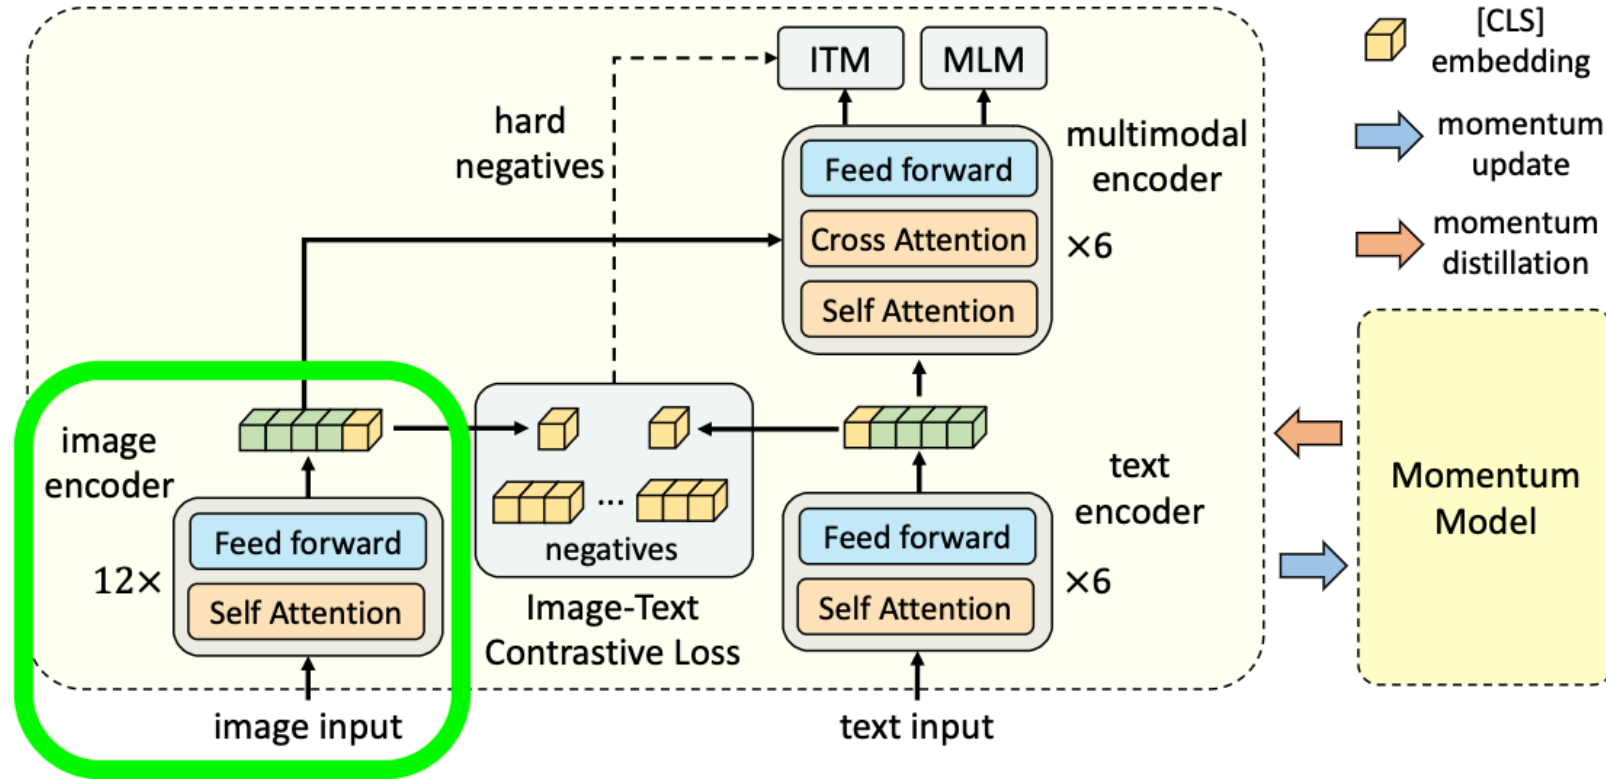 ITM
MLM
hard
negatives
Feed forward
Cross Attention
Self Attention
multimodal
encoder
×6
image
encoder
12×
Feed forward
Self Attention
image input
...
negatives
Image-Text
Contrastive Loss
text
encoder
Feed forward
Self Attention
×6
text input
[CLS]
embedding
momentum
update
momentum
distillation
Momentum
Model